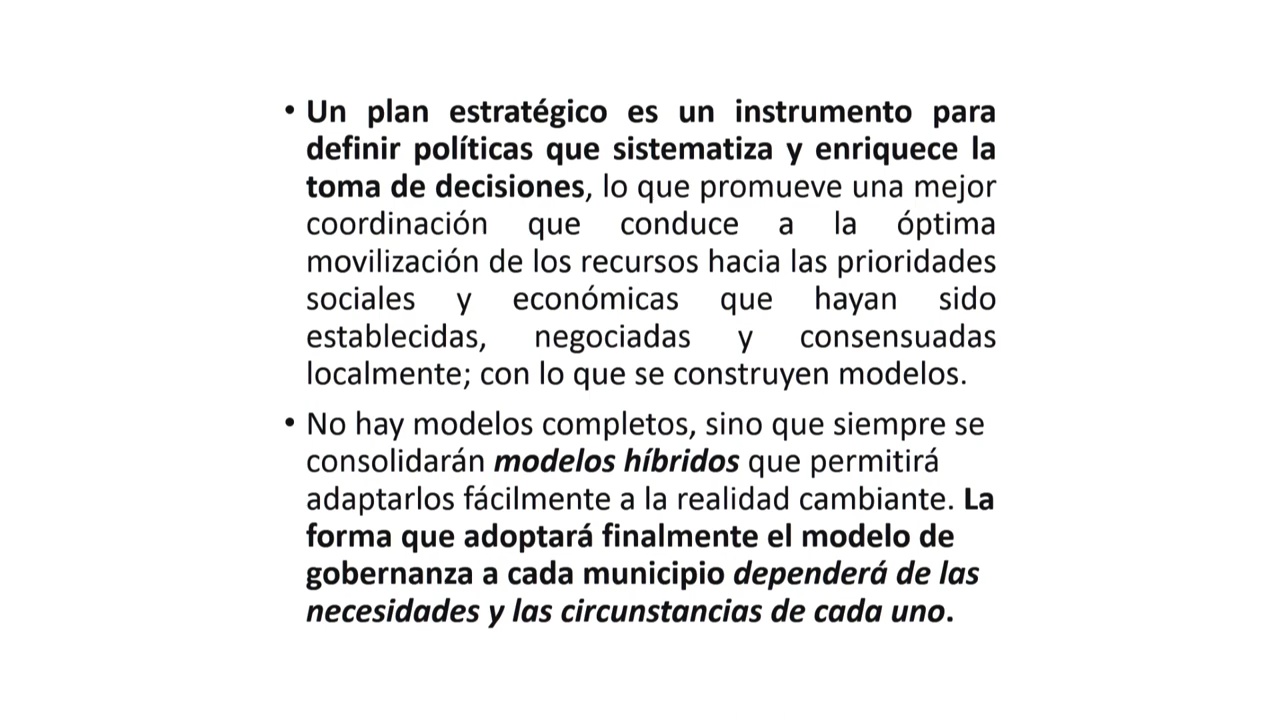 • Un plan estratégico es un instrumento para
definir políticas que sistematiza y enriquece la
toma de decisiones, lo que promueve una mejor
coordinación que conduce a la óptima
movilización de los recursos hacia las prioridades
sociales y económicas que hayan sido
establecidas, negociadas y consensuadas
localmente; con lo que se construyen modelos.
• No hay modelos completos, sino que siempre se
consolidarán modelos híbridos que permitirá
adaptarlos fácilmente a la realidad cambiante. La
forma que adoptará finalmente el modelo de
gobernanza a cada municipio dependerá de las
necesidades y las circunstancias de cada uno.